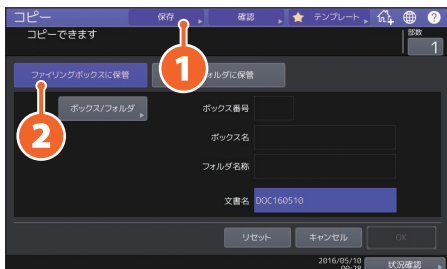 コピー 保存 確認 テンプレート
コピーできます 部数
1
1
ファイリングボックスに保管 ォルダに保管
2
ボックス/フォルダ ボックス番号
ボックス名
フォルダ名称
文書名 DOC160510
リセット キャンセル OK
2016/05/10
09:28 状況確認